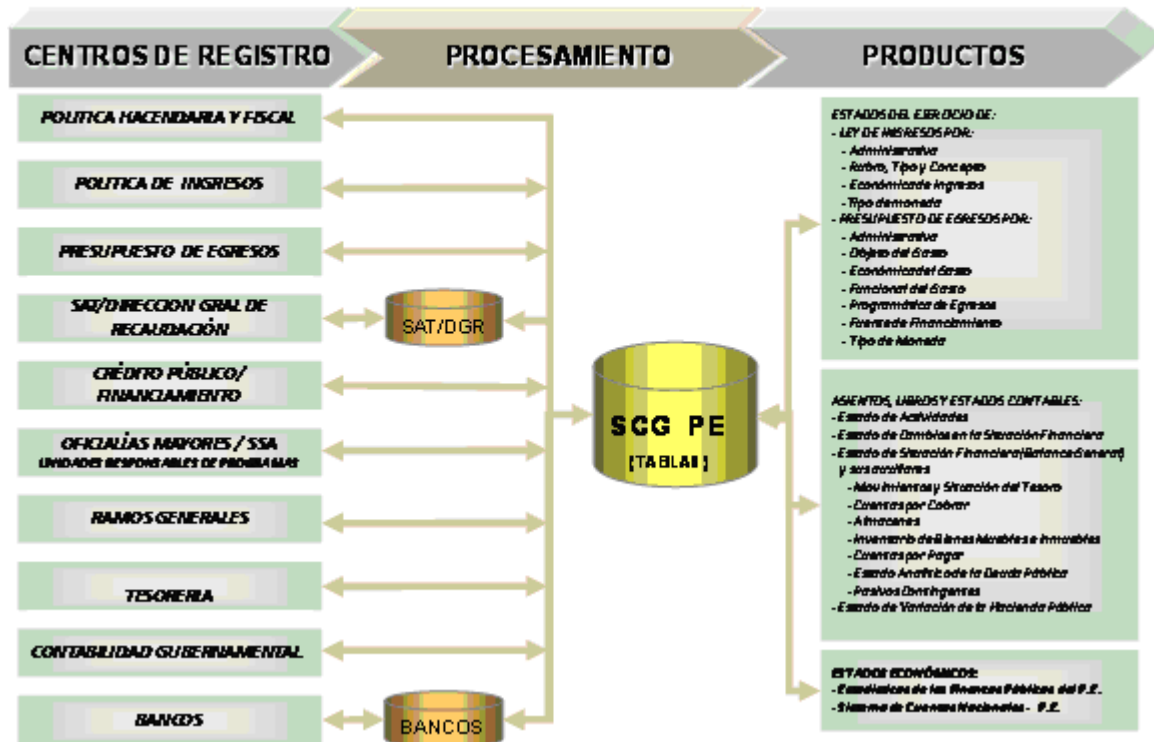 CENTROS DE REGISTRO
PROCESAMIENTO
PRODUCTOS
POLITICA HACENDARIA Y FISCAL
POLITICA DE INGRESOS
PRESUPUESTO DE EGRESOS
SAT/DIRECCION GRAL DE
RECAUDACIÓN
CRÉDITO PÚBLICO/
FINANCIAMIENTO
OFICIALÍAS MAYORES / SSA
UNIDADES RESPONSABLES DE PROGRAMAS
RAMOS GENERALES
TESORERIA
CONTABILIDAD GUBERNAMENTAL
BANCOS
SAT/DGR
BANCOS
SCG PE
(TABLAS)
ESTADOS DEL EJERCICIO DE:
- LEY DE INGRESOS POR:
- Administrativa
- Rubro, Tipo y Concepto
- Económica de Ingresos
- Tipo de moneda
- PRESUPUESTO DE EGRESOS POR:
- Administrativa
- Objeto del Gasto
- Económica del Gasto
- Funcional del Gasto
- Programática de Egresos
- Fuente de Financiamiento
- Tipo de Moneda
ASIENTOS, LIBROS Y ESTADOS CONTABLES:
- Estado de Actividades
- Estado de Cambios en la Situación Financiera
- Estado de Situación Financiera (Balance General)
y sus auxiliares
- Movimientos y Situación del Tesoro
- Cuentas por Cobrar
- Almacenes
- Inventario de Bienes Muebles e Inmuebles
- Cuentas por Pagar
- Estado Analítico de la Deuda Pública
- Pasivos Contingentes
- Estado de Variación de la Hacienda Pública
ESTADOS ECONÓMICOS:
- Estadísticas de las Finanzas Públicas del P.E.
- Sistema de Cuentas Nacionales - P.E.